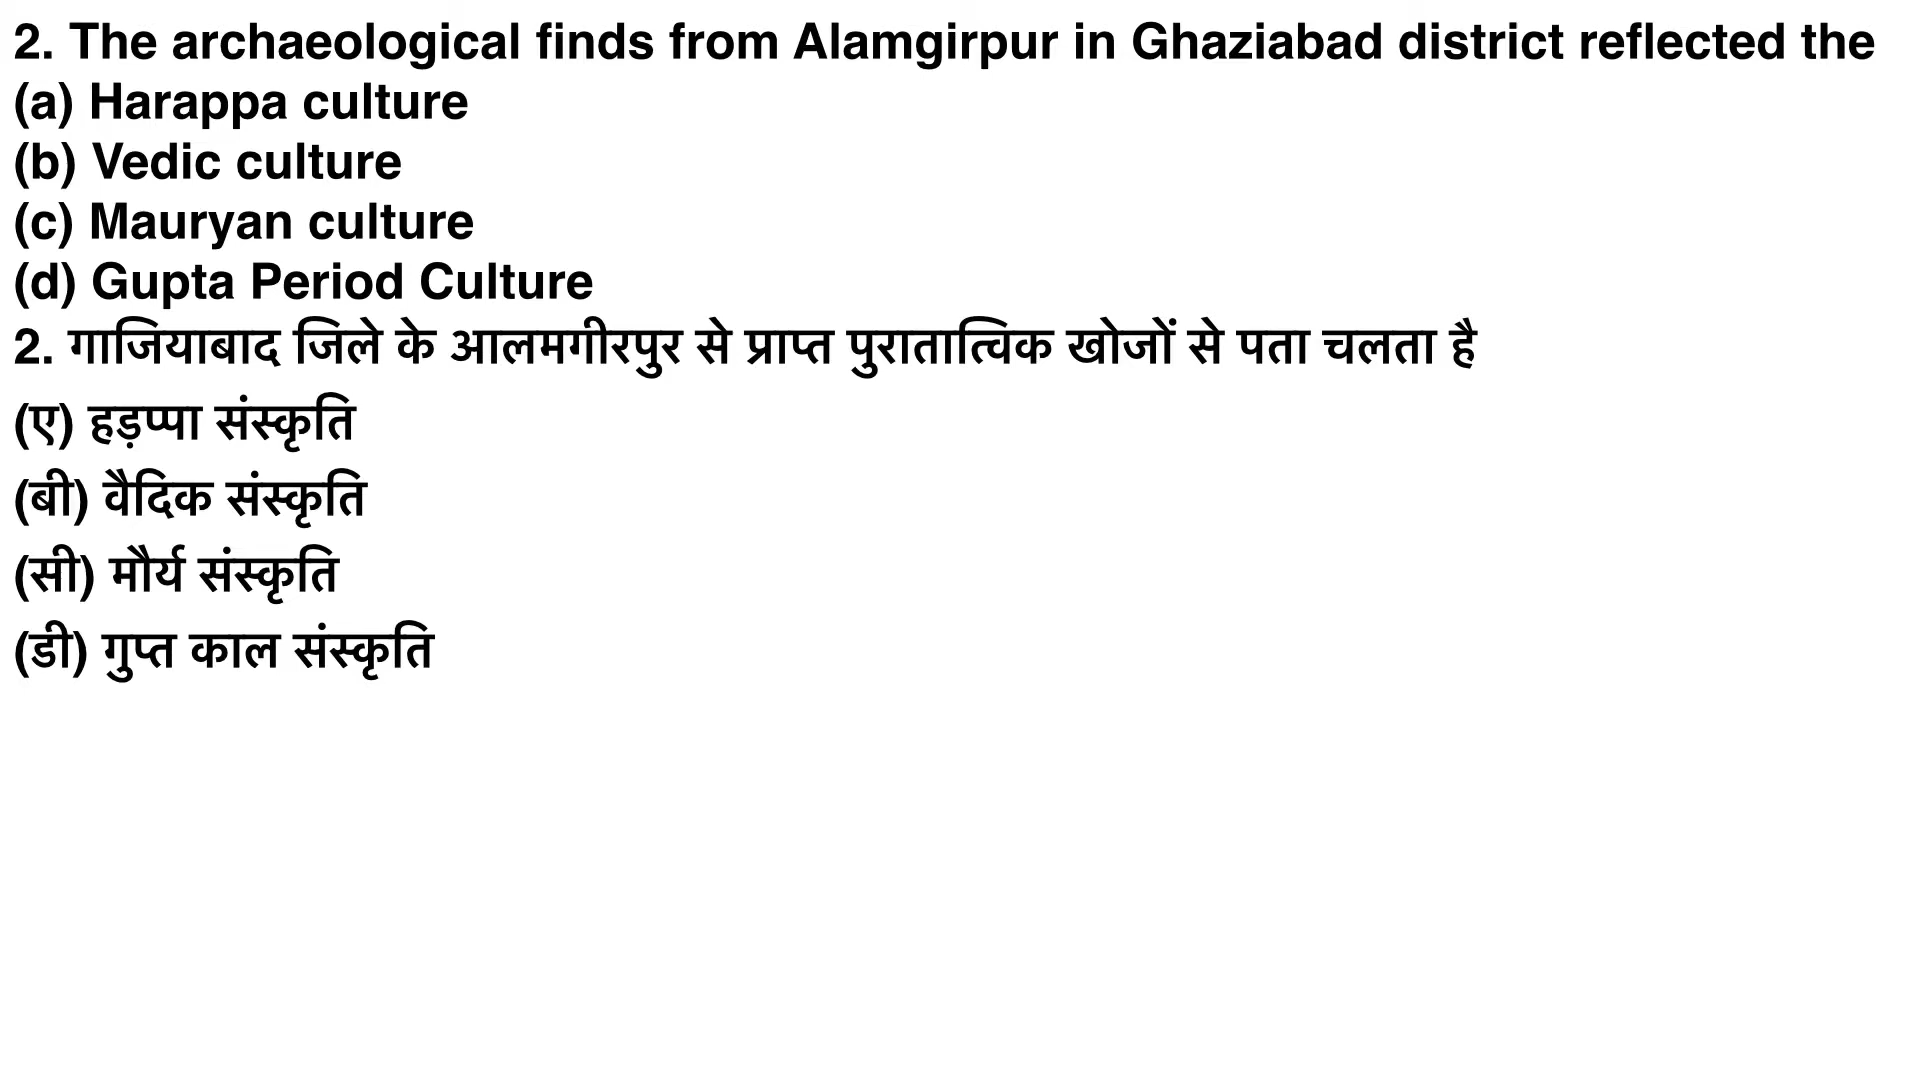 2. The archaeological finds from Alamgirpur in Ghaziabad district reflected the
(a) Harappa culture
(b) Vedic culture
(c) Mauryan culture
(d) Gupta Period Culture
2. गाजियाबाद जिले के आलमगीरपुर से प्राप्त पुरातात्विक खोजों से पता चलता है
(ए) हड़प्पा संस्कृति
(बी) वैदिक संस्कृति
(सी) मौर्य संस्कृति
(डी) गुप्त काल संस्कृति